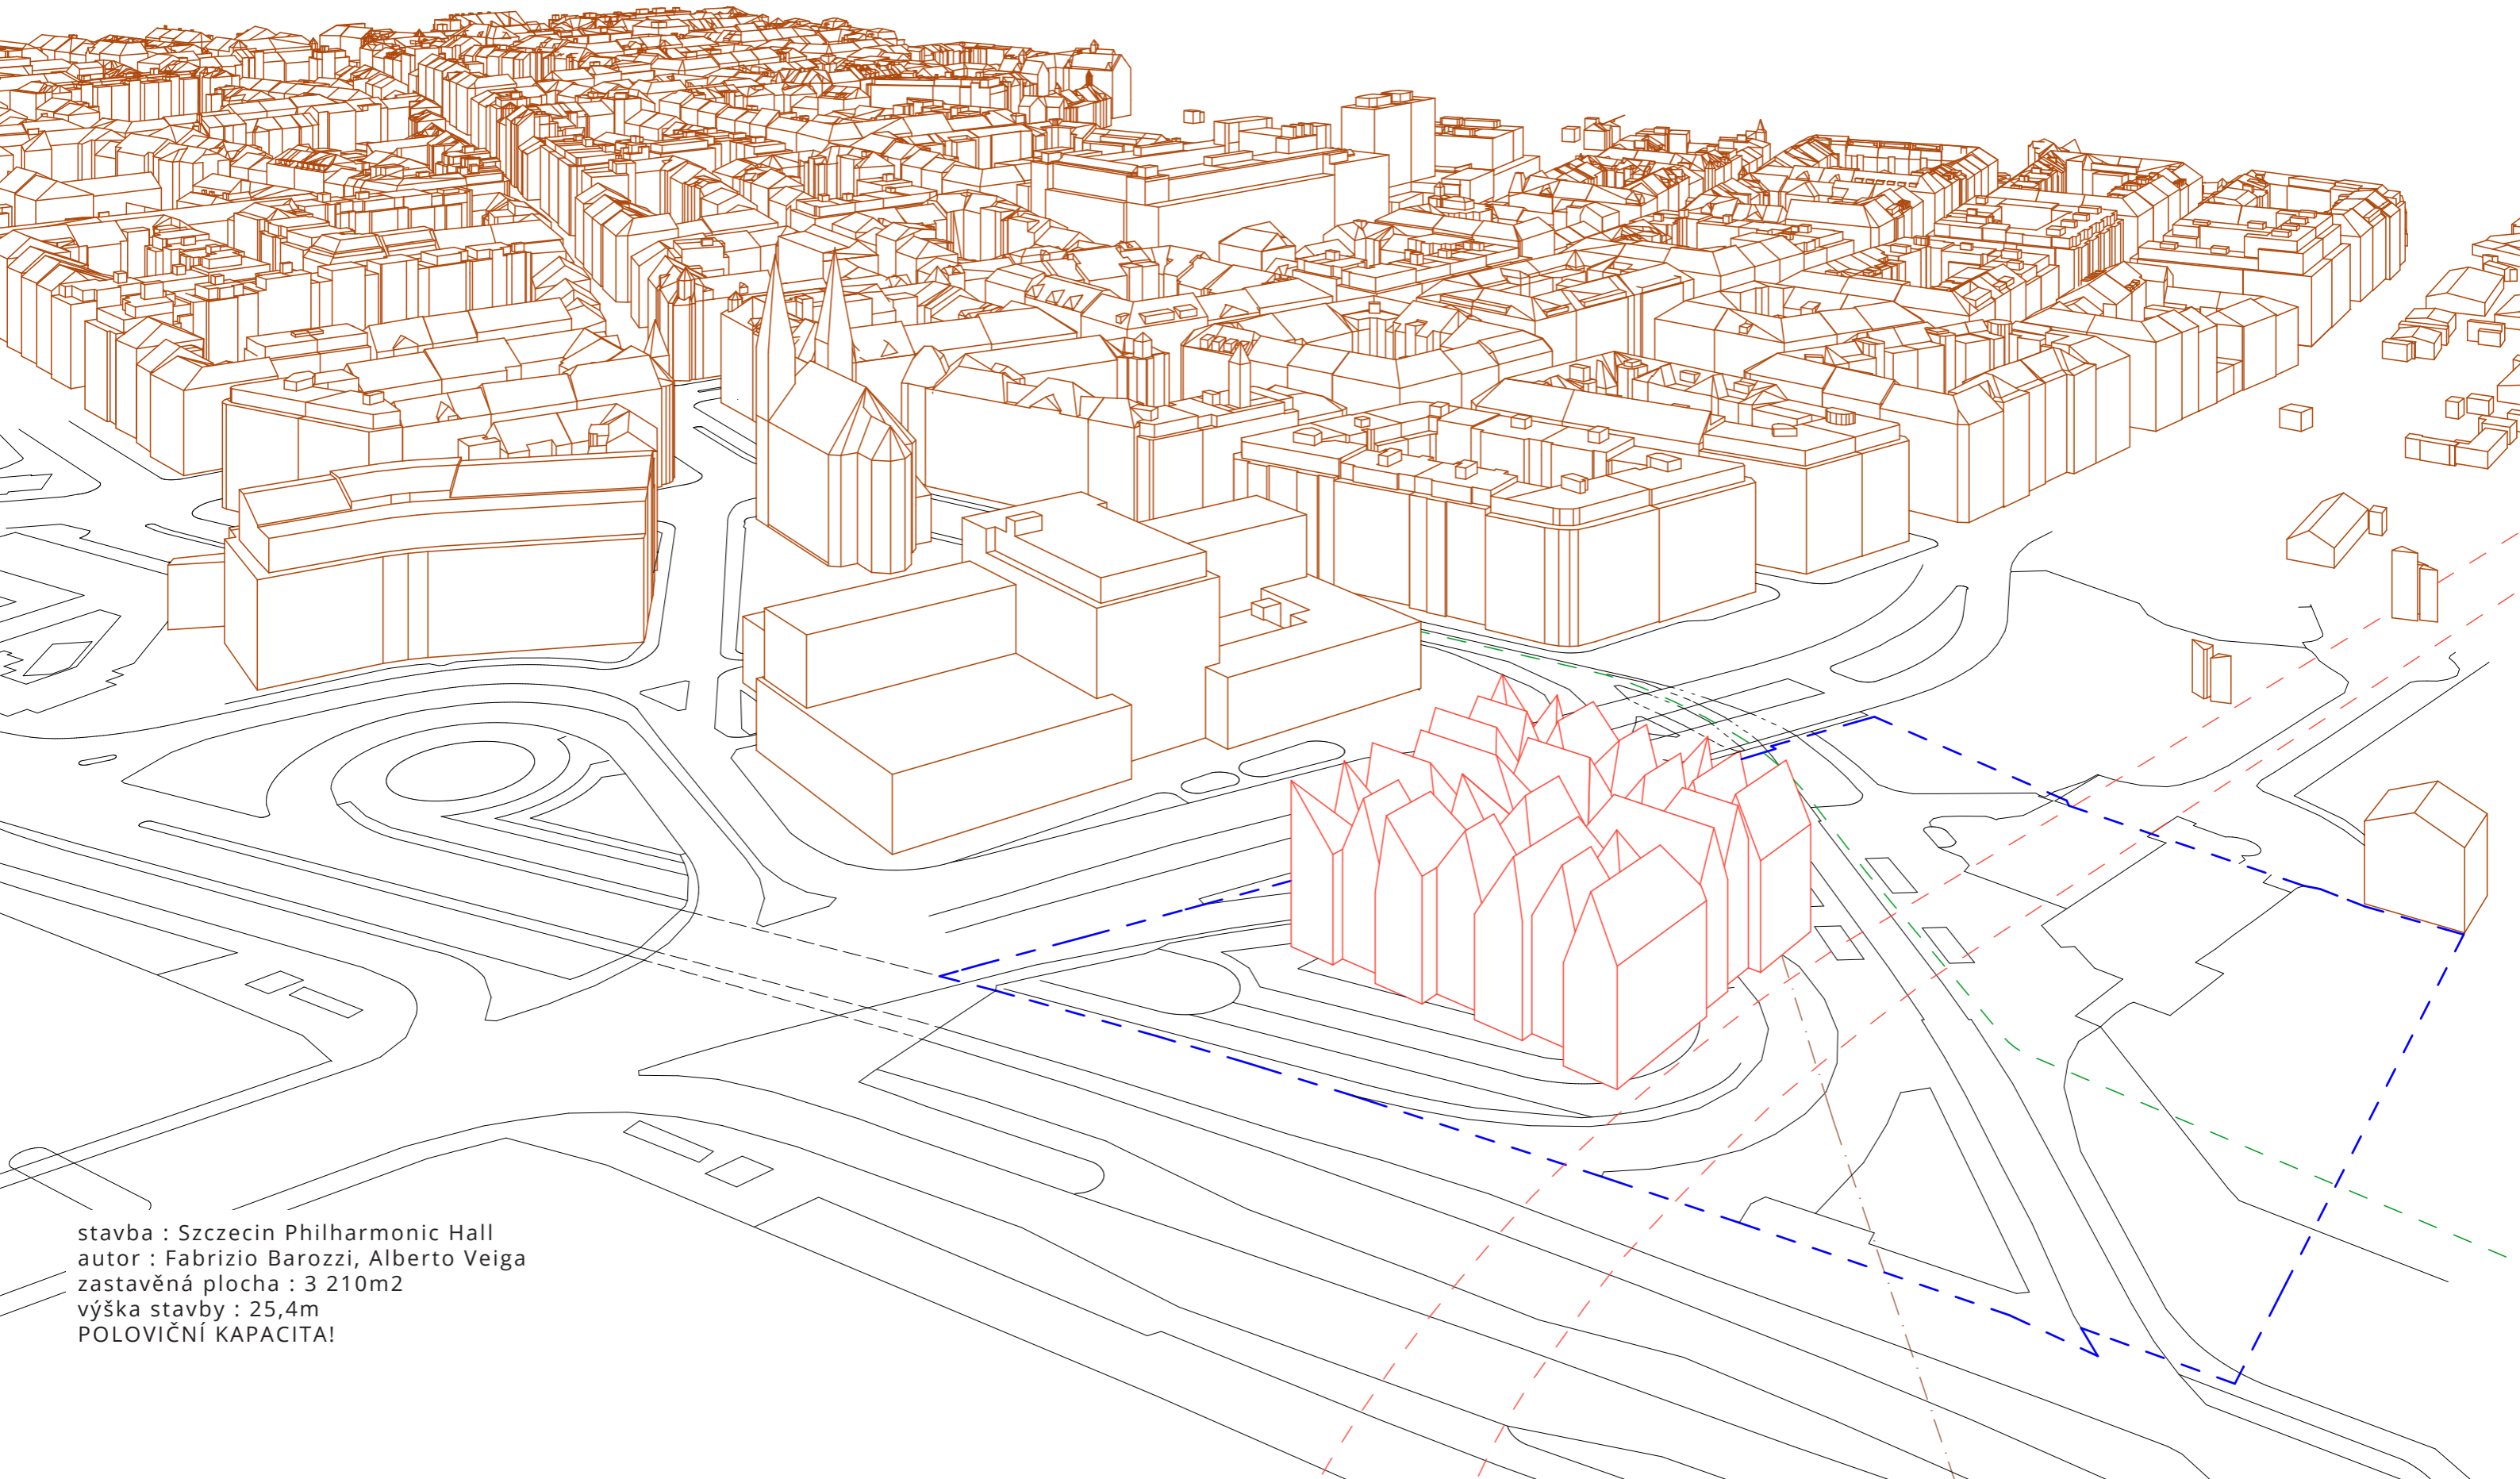 stavba : Szczecin Philharmonic Hall
autor : Fabrizio Barozzi, Alberto Veiga
zastavěná plocha : 3 210m2
výška stavby : 25,4m
POLOVIČNÍ KAPACITA!